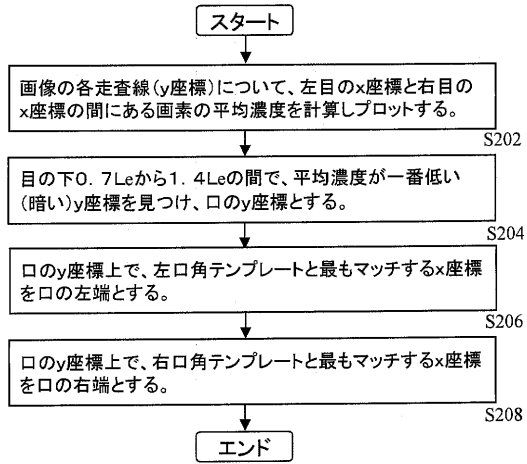 スタート
画像の各走査線(y座標)について、左目のx座標と右目の
x座標の間にある画素の平均濃度を計算しプロットする。
S202
目の下0.7Leから1.4Leの間で、平均濃度が一番低い
(暗い)y座標を見つけ、口のy座標とする。
S204
口のy座標上で、左口角テンプレートと最もマッチするx座標
を口の左端とする。
S206
口のy座標上で、右口角テンプレートと最もマッチするx座標
を口の右端とする。
S208
エンド